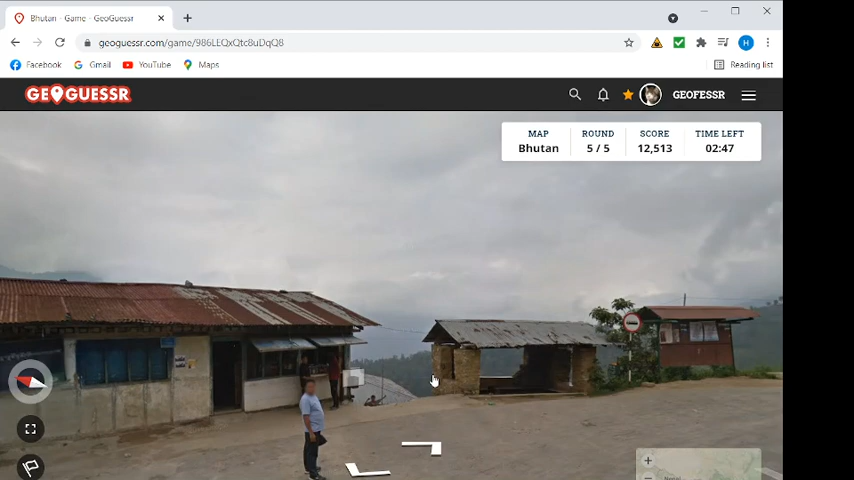 Bhutan - Game - GeoGuessr
geoguessr.com/game/986LEQxQtc8uDqQ8
H
Facebook
Gmail
YouTube
Maps
Reading list
GEOGUESSR
GEOFESSR
MAP
ROUND
SCORE
TIME LEFT
Bhutan
5 / 5
12,513
02:47